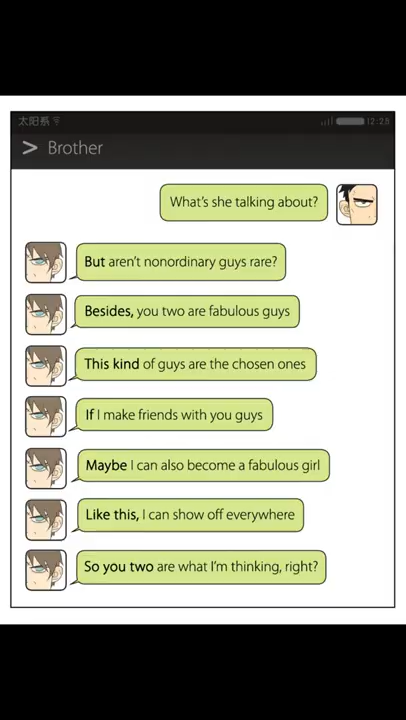 太阳系 12:28
> Brother
What's she talking about?
But aren't nonordinary guys rare?
Besides, you two are fabulous guys
This kind of guys are the chosen ones
If I make friends with you guys
Maybe I can also become a fabulous girl
Like this, I can show off everywhere
So you two are what I'm thinking, right?